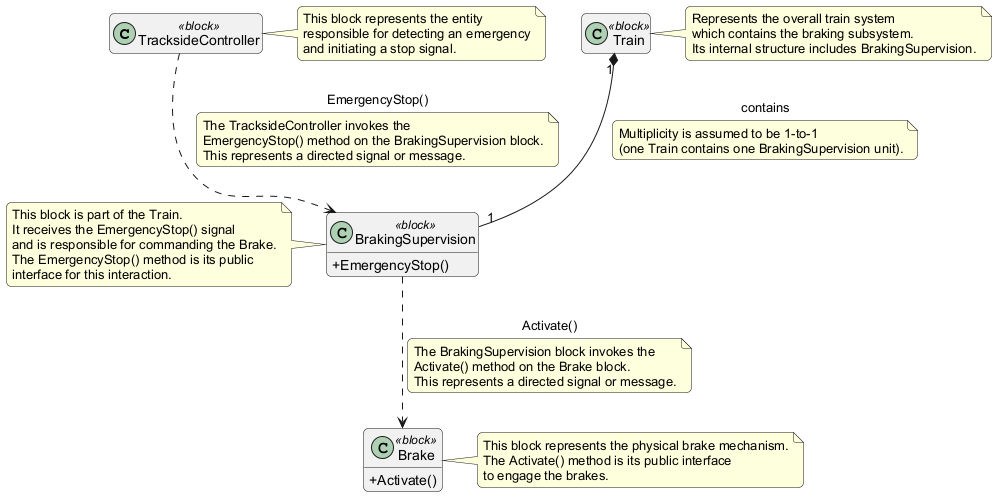 C
«block»
TracksideController
This block represents the entity
responsible for detecting an emergency
and initiating a stop signal.
C
«block»
Train
Represents the overall train system
which contains the braking subsystem.
Its internal structure includes BrakingSupervision.
1
EmergencyStop()
The TracksideController invokes the
EmergencyStop() method on the BrakingSupervision block.
This represents a directed signal or message.
contains
Multiplicity is assumed to be 1-to-1
(one Train contains one BrakingSupervision unit).
This block is part of the Train.
It receives the EmergencyStop() signal
and is responsible for commanding the Brake.
The EmergencyStop() method is its public
interface for this interaction.
1
C
«block»
BrakingSupervision
+EmergencyStop()
Activate()
The BrakingSupervision block invokes the
Activate() method on the Brake block.
This represents a directed signal or message.
C
«block»
Brake
+Activate()
This block represents the physical brake mechanism.
The Activate() method is its public interface
to engage the brakes.